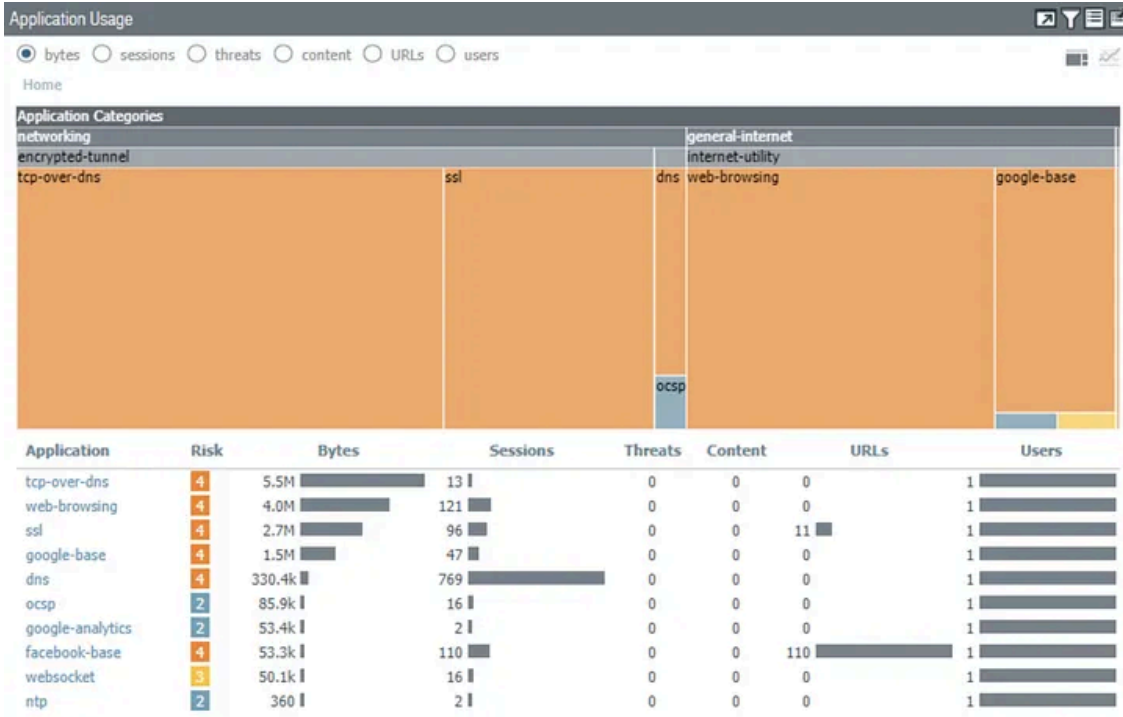 Application Usage
bytes sessions threats content URLs users
Home
Application Categories
networking general-internet
encrypted-tunnel internet-utility
tcp-over-dns ssl dns web-browsing google-base
ocsp
Application Risk Bytes Sessions Threats Content URLs Users
tcp-over-dns 4 5.5M 13 0 0 0 1
web-browsing 4 4.0M 121 0 0 0 1
ssl 4 2.7M 96 0 0 11 1
google-base 4 1.5M 47 0 0 0 1
dns 4 330.4k 769 0 0 0 1
ocsp 2 85.9k 16 0 0 0 1
google-analytics 2 53.4k 2 0 0 0 1
facebook-base 4 53.3k 110 0 0 110 1
websocket 3 50.1k 16 0 0 0 1
ntp 2 360 2 0 0 0 1